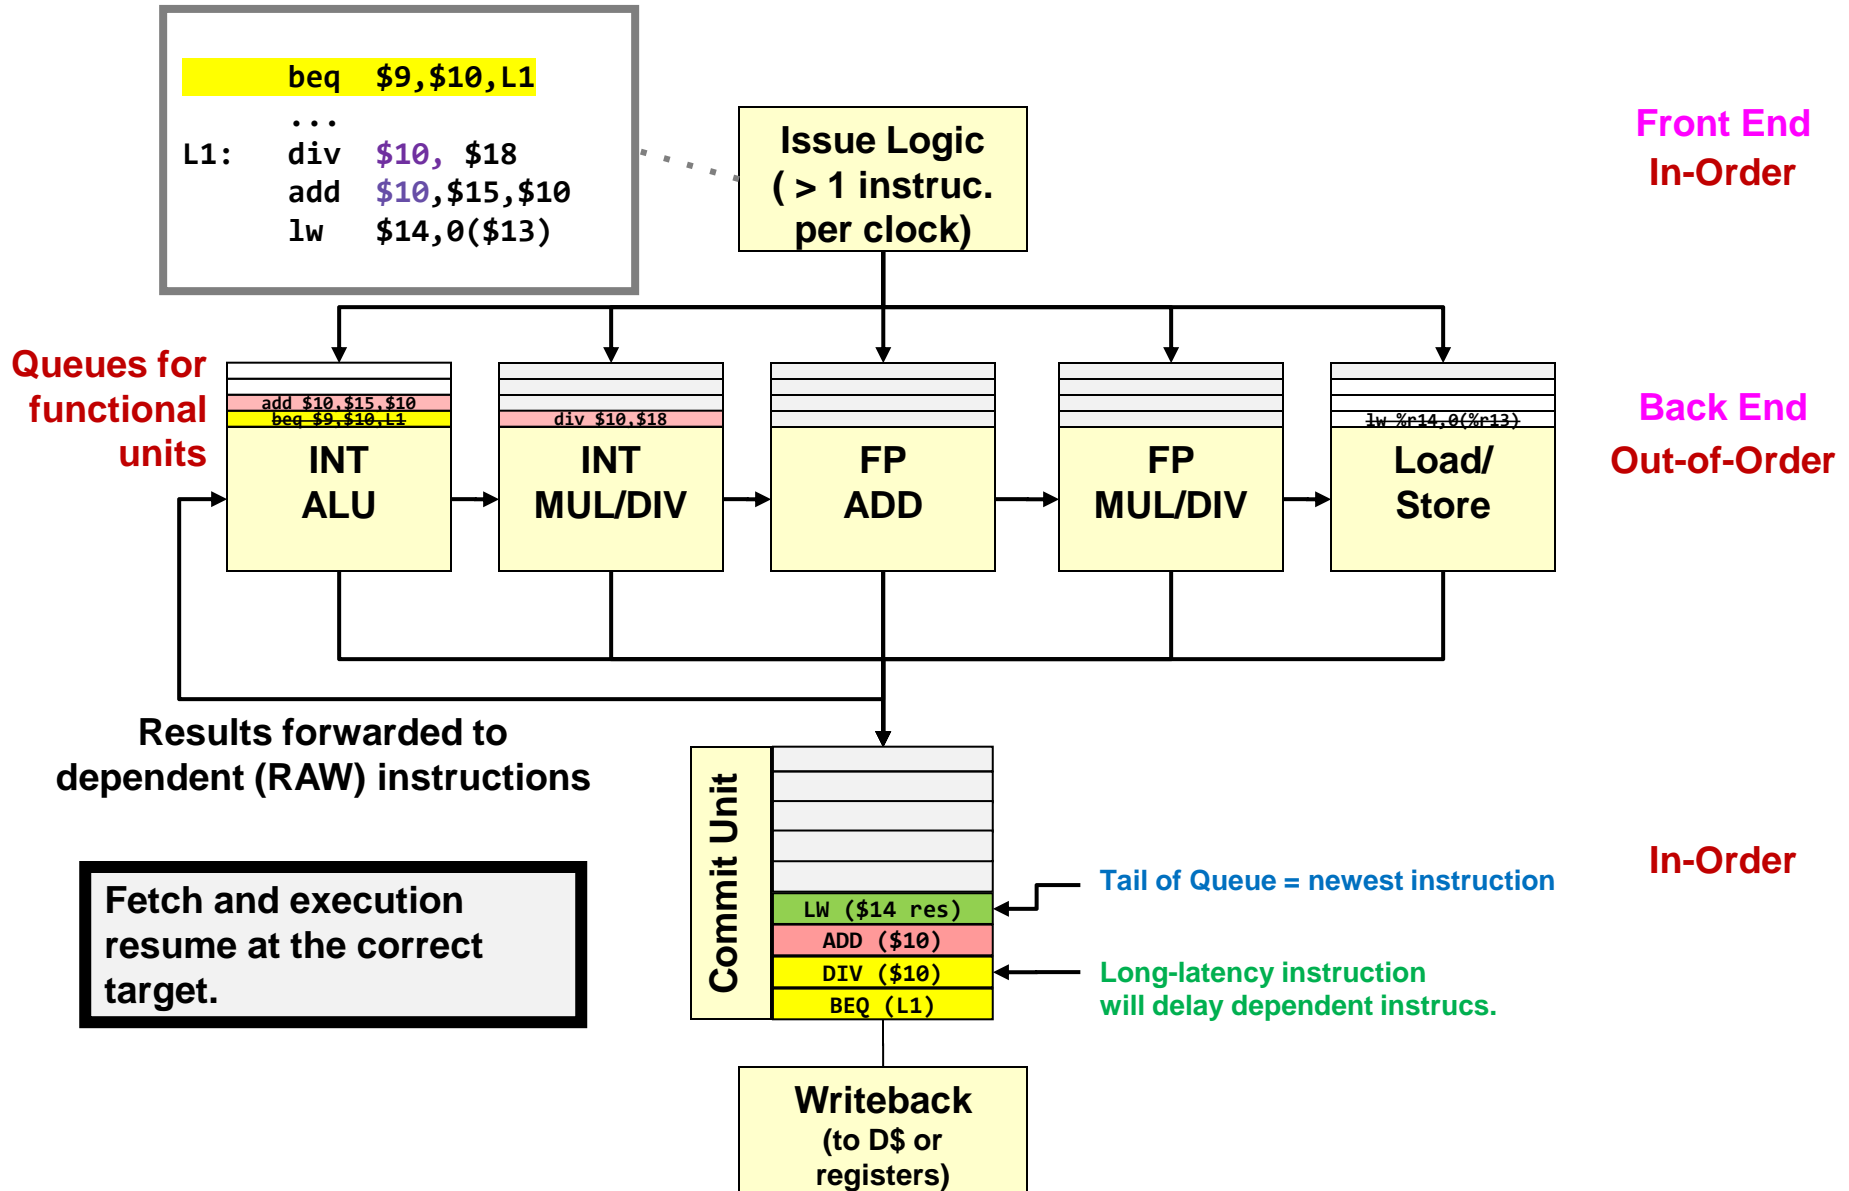 beq $9,$10,L1
...
L1: div $10, $18
add $10,$15,$10
lw $14,0($13)
Issue Logic
( > 1 instruc.
per clock)
Front End
In-Order
Queues for
functional
units
add $10,$15,$10
beq $9,$10,L1
INT
ALU
div $10,$18
INT
MUL/DIV
FP
ADD
FP
MUL/DIV
lw %r14,0(%r13)
Load/
Store
Back End
Out-of-Order
Results forwarded to
dependent (RAW) instructions
Fetch and execution
resume at the correct
target.
Commit Unit
LW ($14 res)
ADD ($10)
DIV ($10)
BEQ (L1)
Tail of Queue = newest instruction
Long-latency instruction
will delay dependent instrucs.
In-Order
Writeback
(to D$ or
registers)